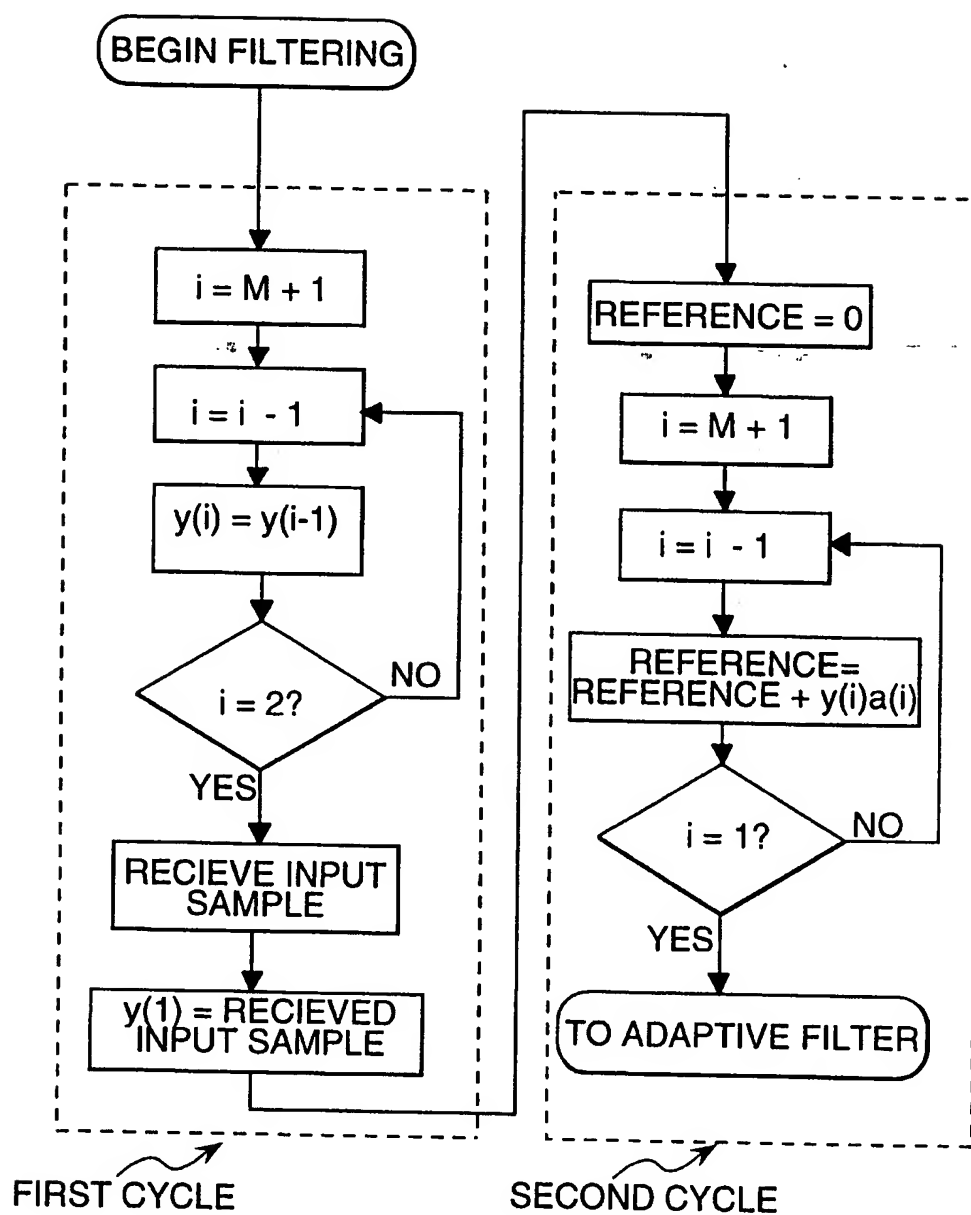 BEGIN FILTERING
i = M + 1
i = i - 1
y(i) = y(i-1)
i = 2?
NO
YES
RECIEVE INPUT
SAMPLE
y(1) = RECIEVED
INPUT SAMPLE
FIRST CYCLE
REFERENCE = 0
i = M + 1
i = i - 1
REFERENCE=
REFERENCE + y(i)a(i)
i = 1?
NO
YES
TO ADAPTIVE FILTER
SECOND CYCLE